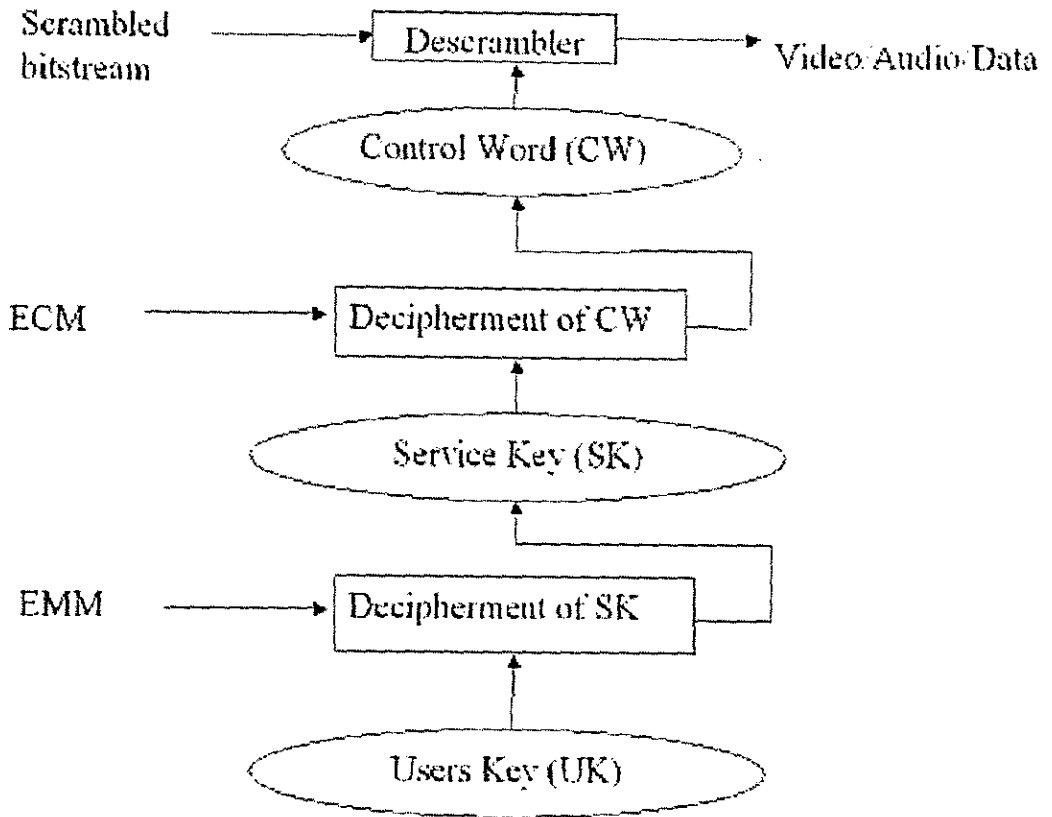 Scrambled
bitstream
Descrambler
Video/Audio/Data
Control Word (CW)
ECM
Decipherment of CW
Service Key (SK)
EMM
Decipherment of SK
Users Key (UK)